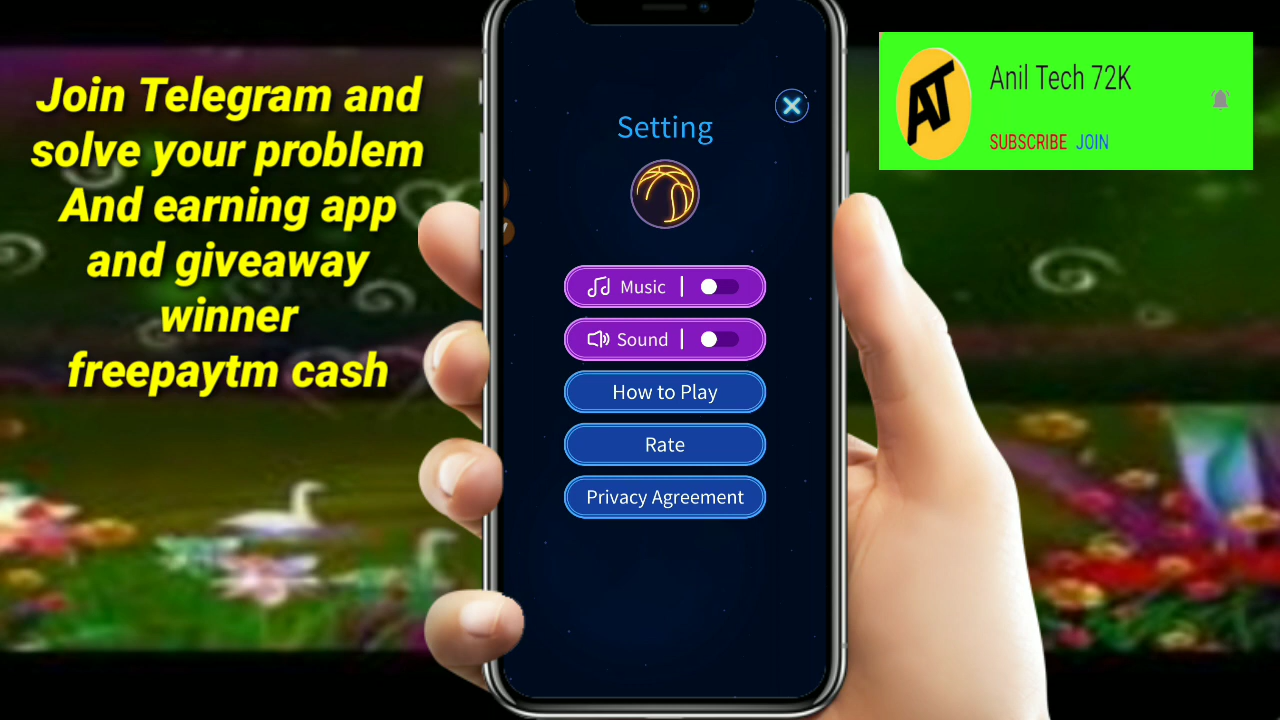 Join Telegram and
solve your problem
And earning app
and giveaway
winner
freepaytm cash
Setting
Music
Sound
How to Play
Rate
Privacy Agreement
AT
Anil Tech 72K
SUBSCRIBE JOIN